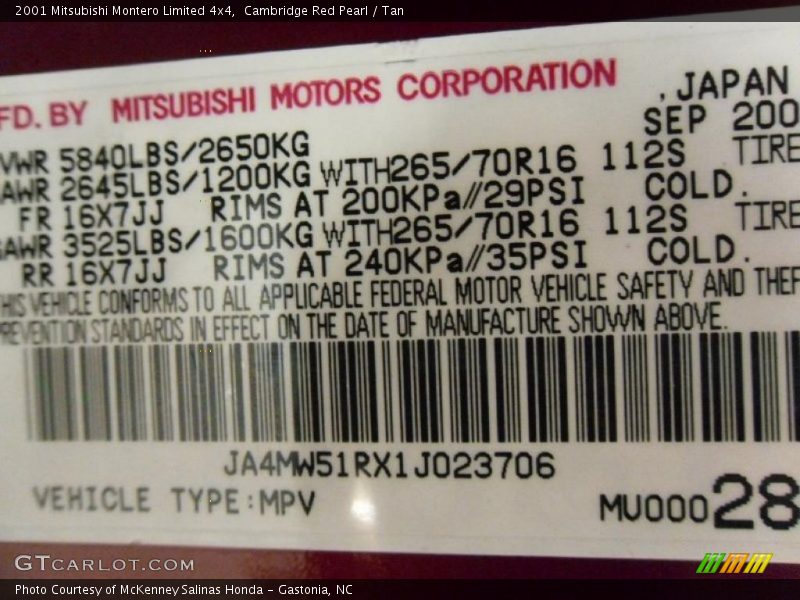 2001 Mitsubishi Montero Limited 4x4, Cambridge Red Pearl / Tan
FD. BY MITSUBISHI MOTORS CORPORATION , JAPAN
SEP 200
VWR 5840LBS/2650KG
AWR 2645LBS/1200KG WITH265/70R16 112S TIRE
FR 16X7JJ RIMS AT 200KPa//29PSI COLD.
AWR 3525LBS/1600KG WITH265/70R16 112S TIRE
RR 16X7JJ RIMS AT 240KPa//35PSI COLD.
HIS VEHICLE CONFORMS TO ALL APPLICABLE FEDERAL MOTOR VEHICLE SAFETY AND THEF
REVENTION STANDARDS IN EFFECT ON THE DATE OF MANUFACTURE SHOWN ABOVE.
JA4MW51RX1J023706
VEHICLE TYPE:MPV MU000 28
GTCARLOT.COM
Photo Courtesy of McKenney Salinas Honda - Gastonia, NC